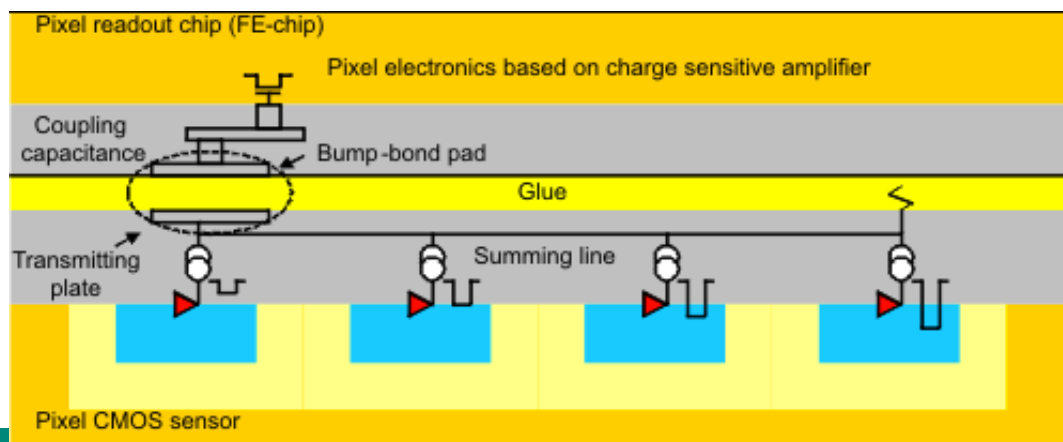 Pixel readout chip (FE-chip)
Pixel electronics based on charge sensitive amplifier
Coupling
capacitance
Bump-bond pad
Glue
Summing line
Transmitting
plate
Pixel CMOS sensor